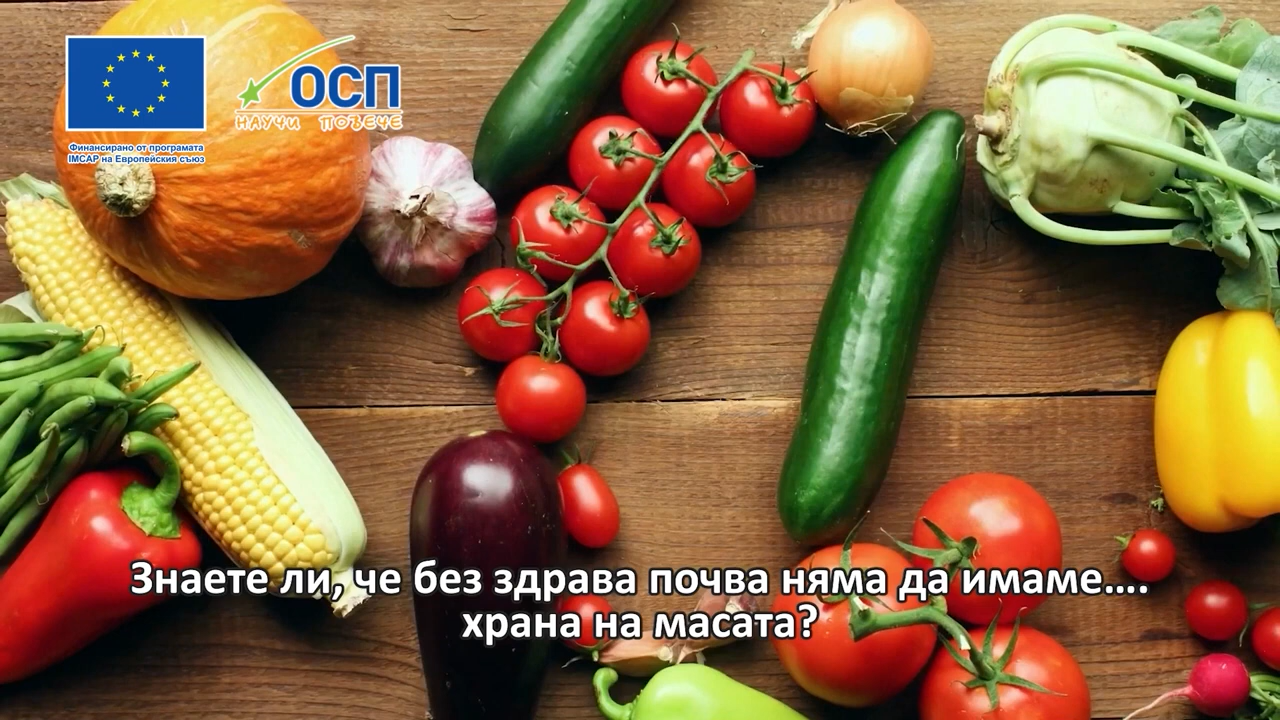 ОСП
НАУЧИ ПОВЕЧЕ
Финансирано от програмата
IMCAP на Европейския съюз
Знаете ли, че без здрава почва няма да имаме....
храна на масата?